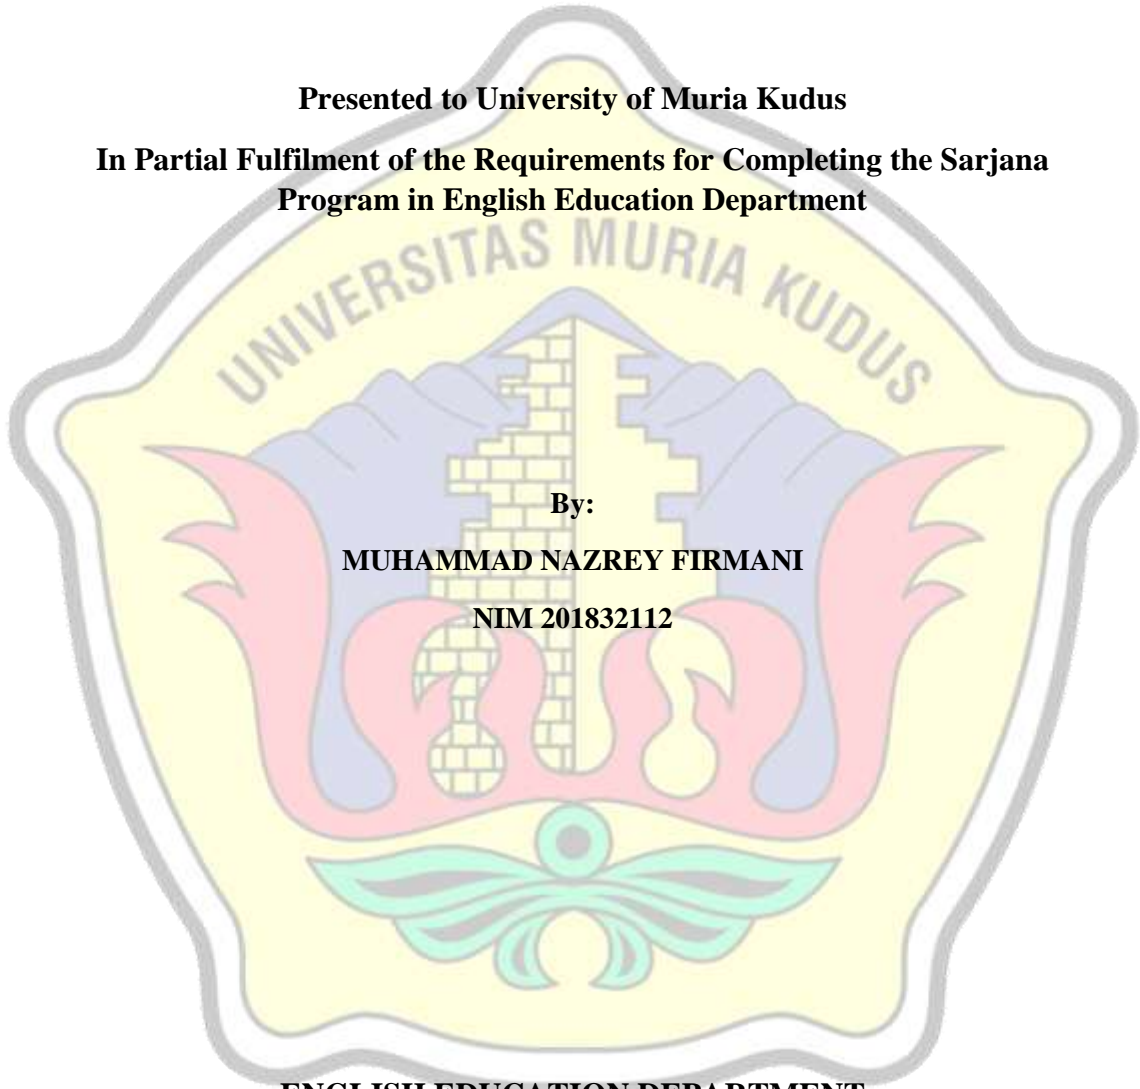 Presented to University of Muria Kudus
In Partial Fulfilment of the Requirements for Completing the Sarjana
Program in English Education Department
UNIVERSITAS MURIA KUDUS
By:
MUHAMMAD NAZREY FIRMANI
NIM 201832112
ENGLISH EDUCATION DEPARTMENT